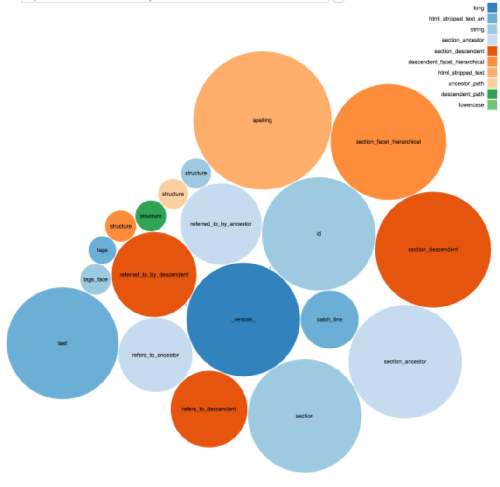 long
html_stripped_text_en
string
section_ancestor
section_descendent
descendent_facet_hierarchical
html_stripped_text
ancestor_path
descendent_path
lowercase
spelling
section_facet_hierarchical
structure
structure
structure
structure
referred_to_by_ancestor
id
section_descendent
tags
referred_to_by_descendent
tags_face
_version_
catch_line
text
refers_to_ancestor
section_ancestor
refers_to_descendent
section